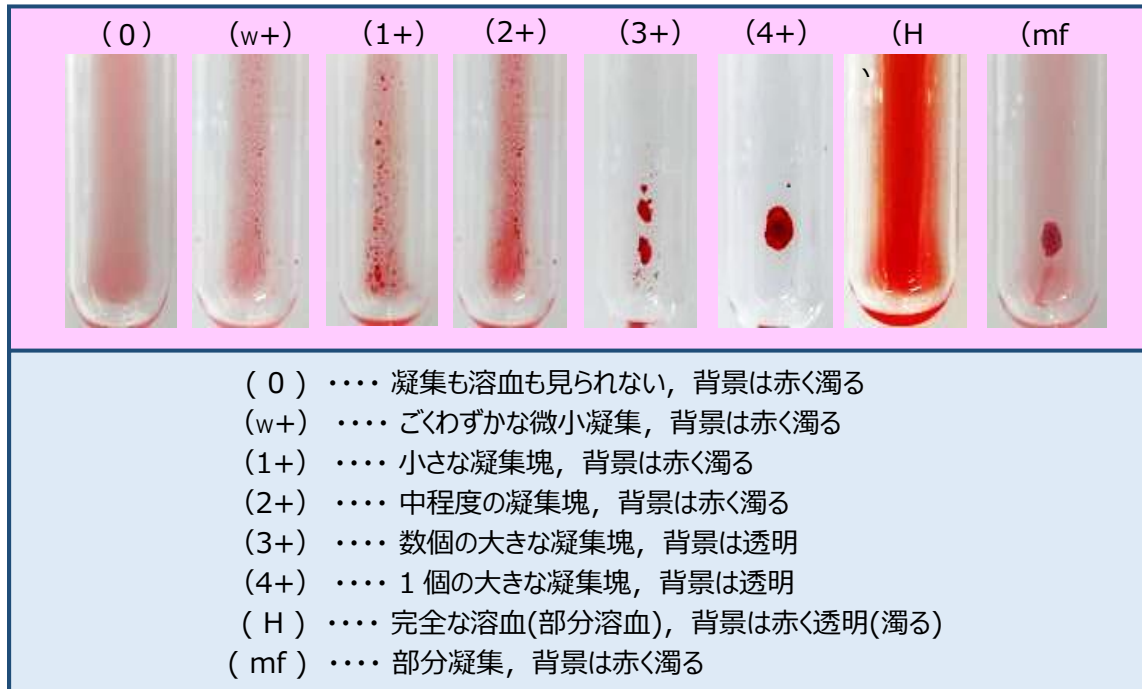 (0) (w+) (1+) (2+) (3+) (4+) (H (mf
、
( 0 ) ････ 凝集も溶血も見られない, 背景は赤く濁る
(w+) ････ ごくわずかな微小凝集, 背景は赤く濁る
(1+) ････ 小さな凝集塊, 背景は赤く濁る
(2+) ････ 中程度の凝集塊, 背景は赤く濁る
(3+) ････ 数個の大きな凝集塊, 背景は透明
(4+) ････ 1 個の大きな凝集塊, 背景は透明
( H ) ････ 完全な溶血(部分溶血), 背景は赤く透明(濁る)
( mf ) ････ 部分凝集, 背景は赤く濁る